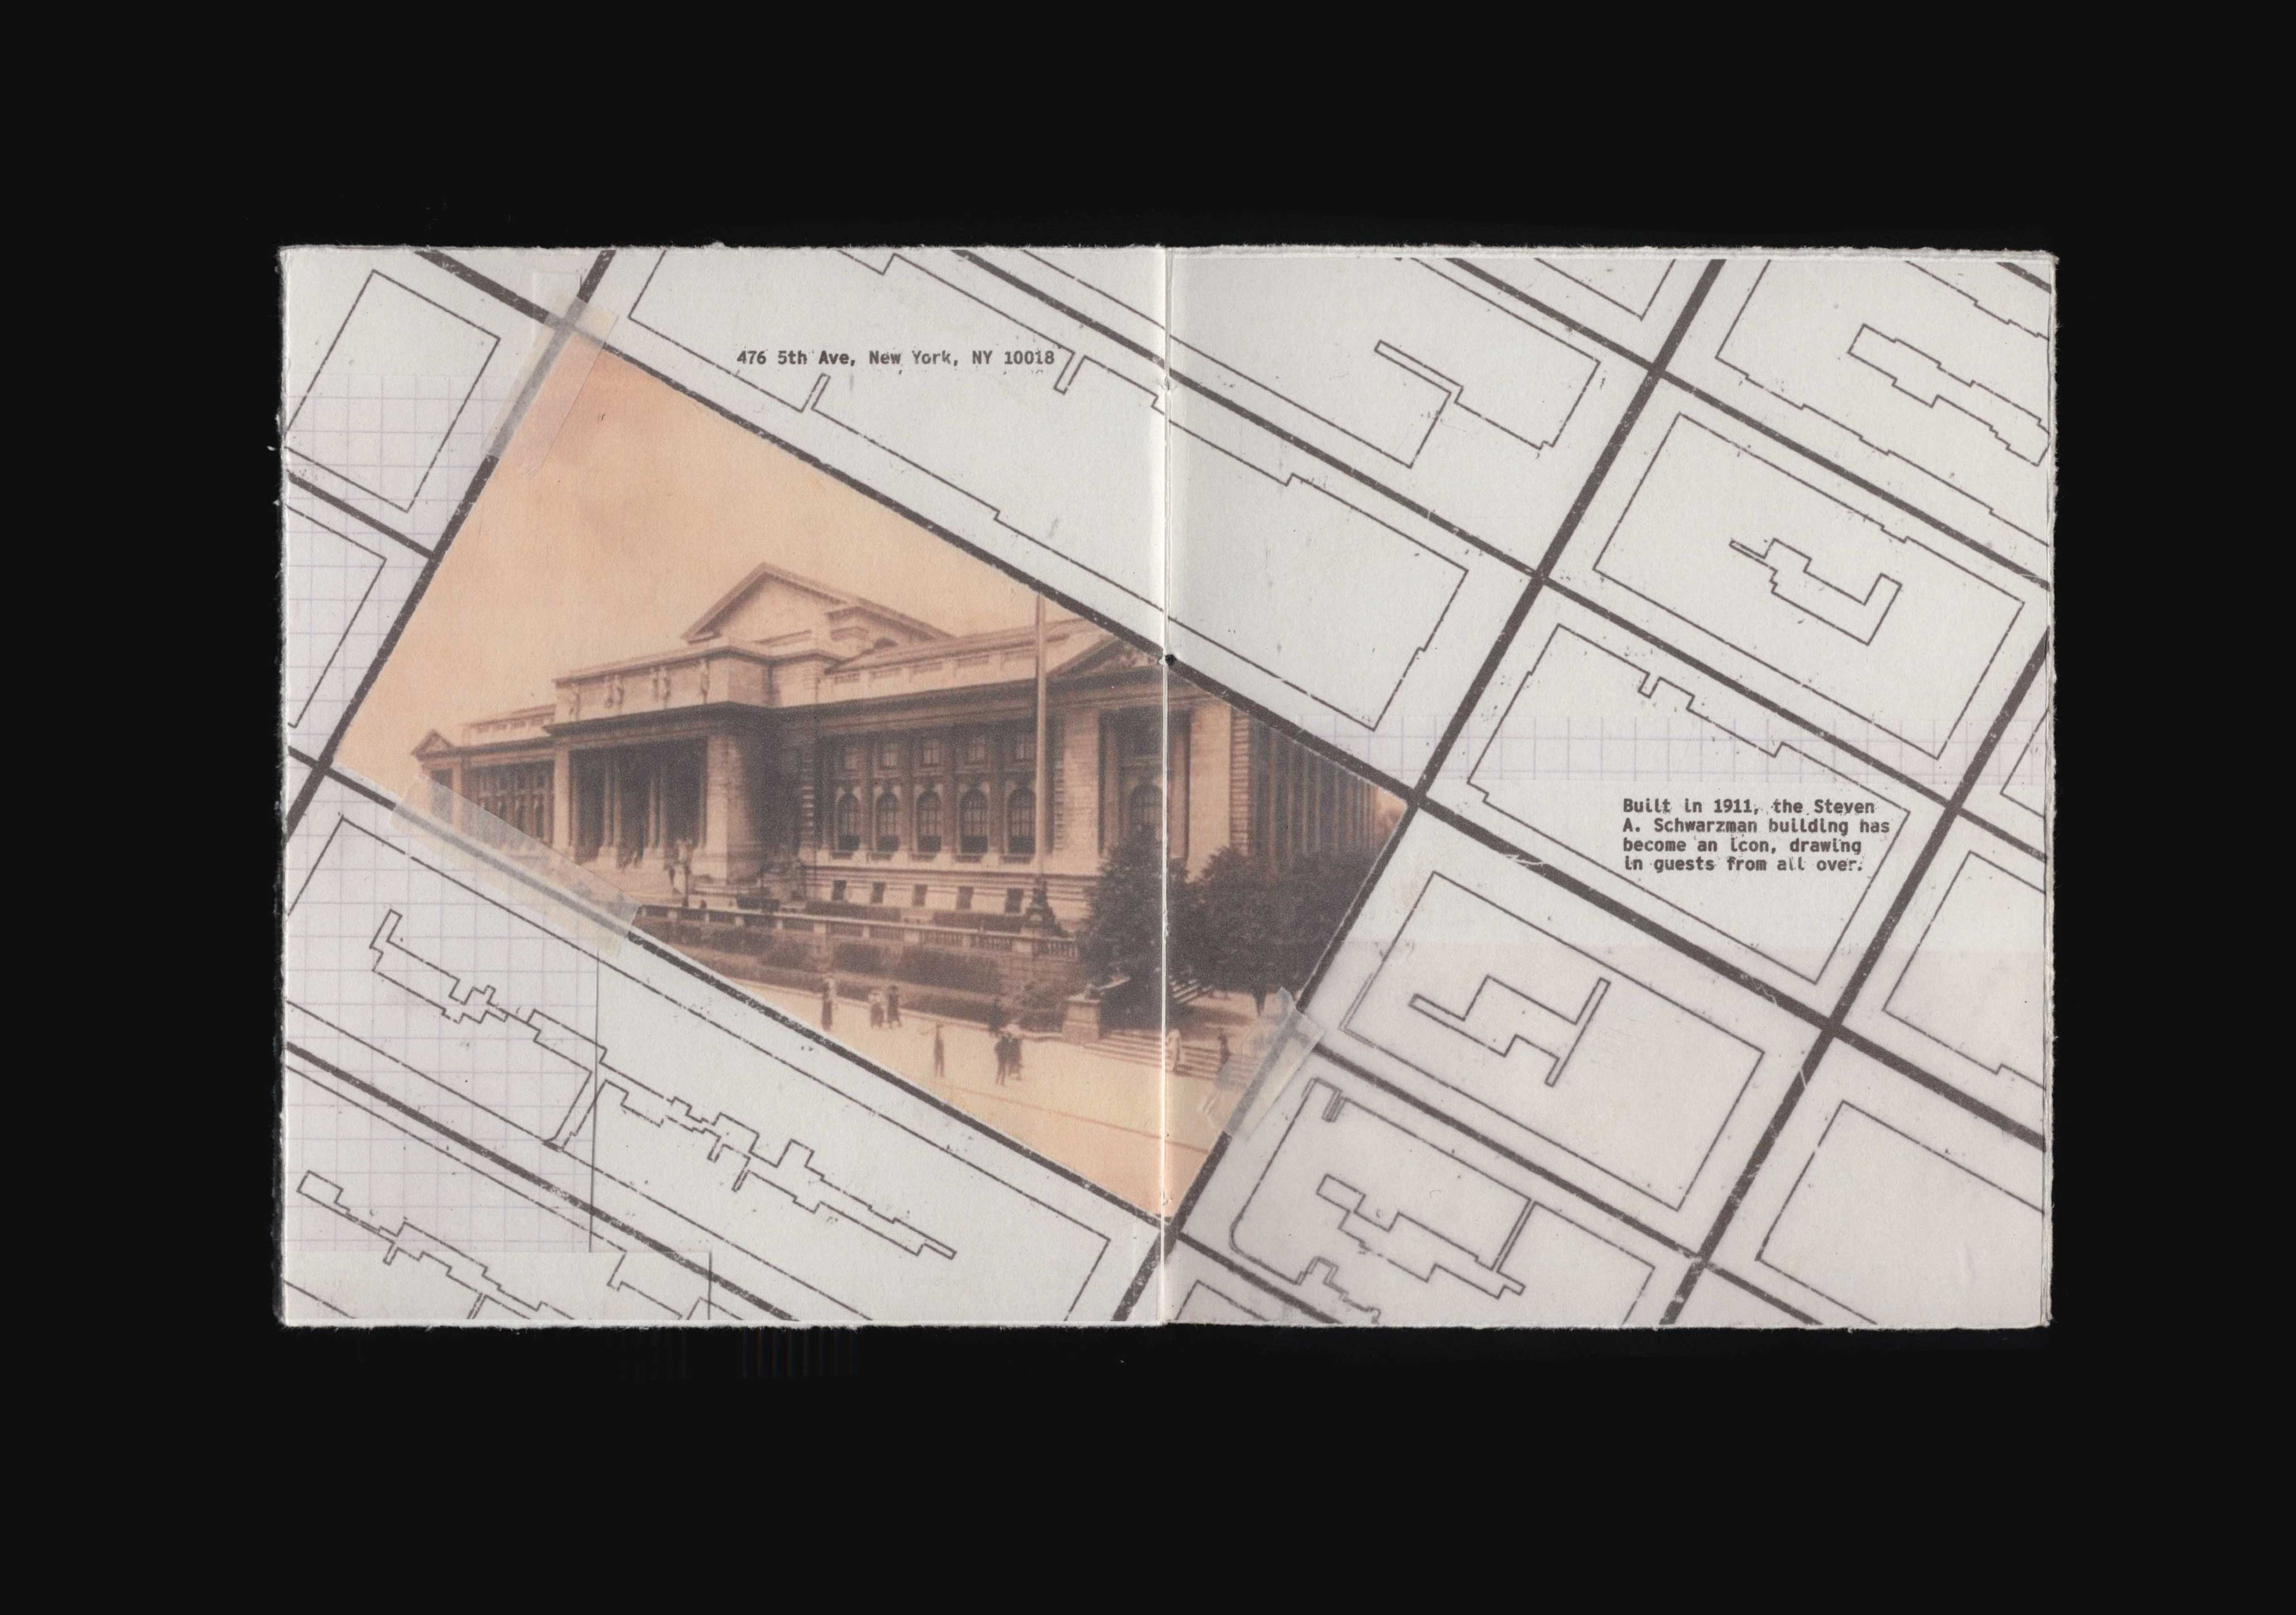 476 5th Ave, New York, NY 10018
Built in 1911, the Steven
A. Schwarzman building has
become an icon, drawing
in guests from all over.